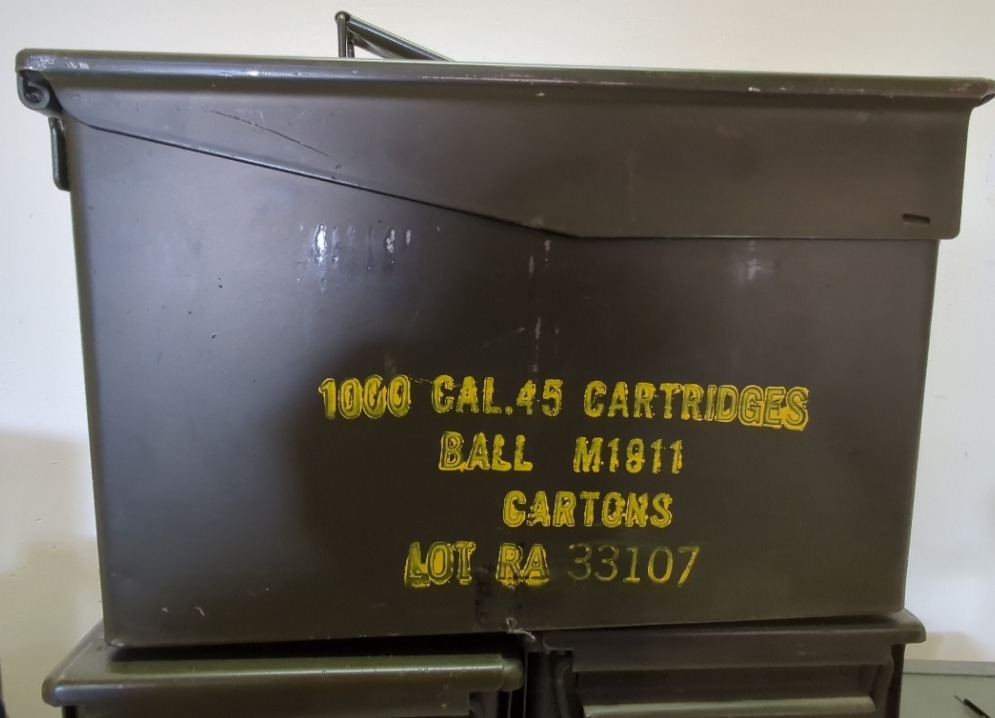 1000 CAL.45 CARTRIDGES
BALL M1911
CARTONS
LOT RA 33107